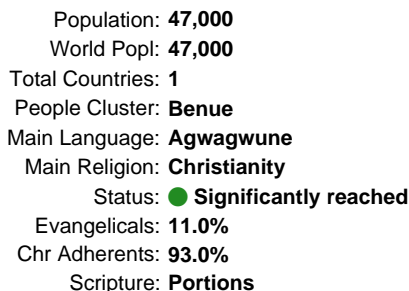 Population: 47,000
World Popl: 47,000
Total Countries: 1
People Cluster: Benue
Main Language: Agwagwune
Main Religion: Christianity
Status: Significantly reached
Evangelicals: 11.0%
Chr Adherents: 93.0%
Scripture: Portions